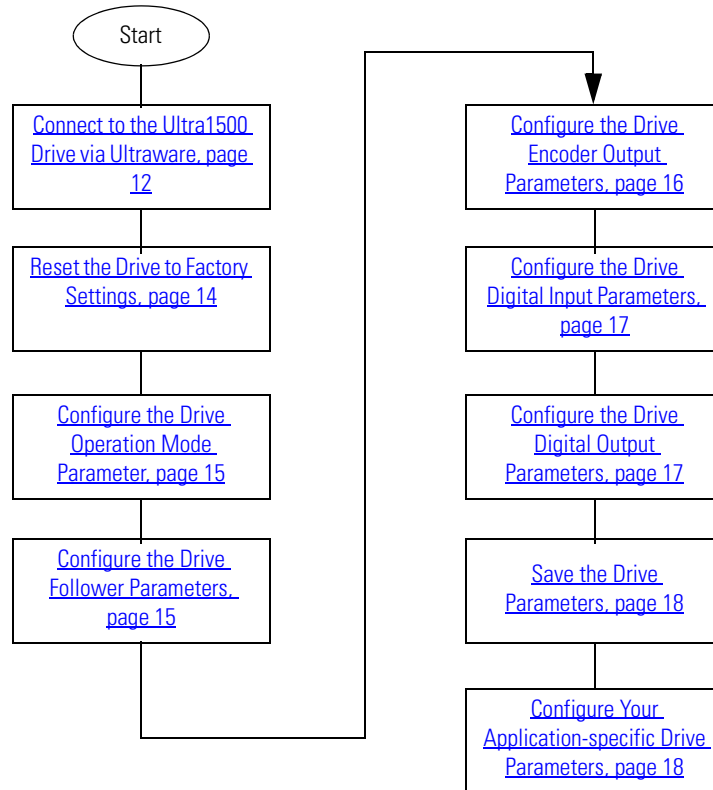 Start
Connect to the Ultra1500
Drive via Ultraware, page
12
Reset the Drive to Factory
Settings, page 14
Configure the Drive
Operation Mode
Parameter, page 15
Configure the Drive
Follower Parameters,
page 15
Configure the Drive
Encoder Output
Parameters, page 16
Configure the Drive
Digital Input Parameters,
page 17
Configure the Drive
Digital Output
Parameters, page 17
Save the Drive
Parameters, page 18
Configure Your
Application-specific Drive
Parameters, page 18